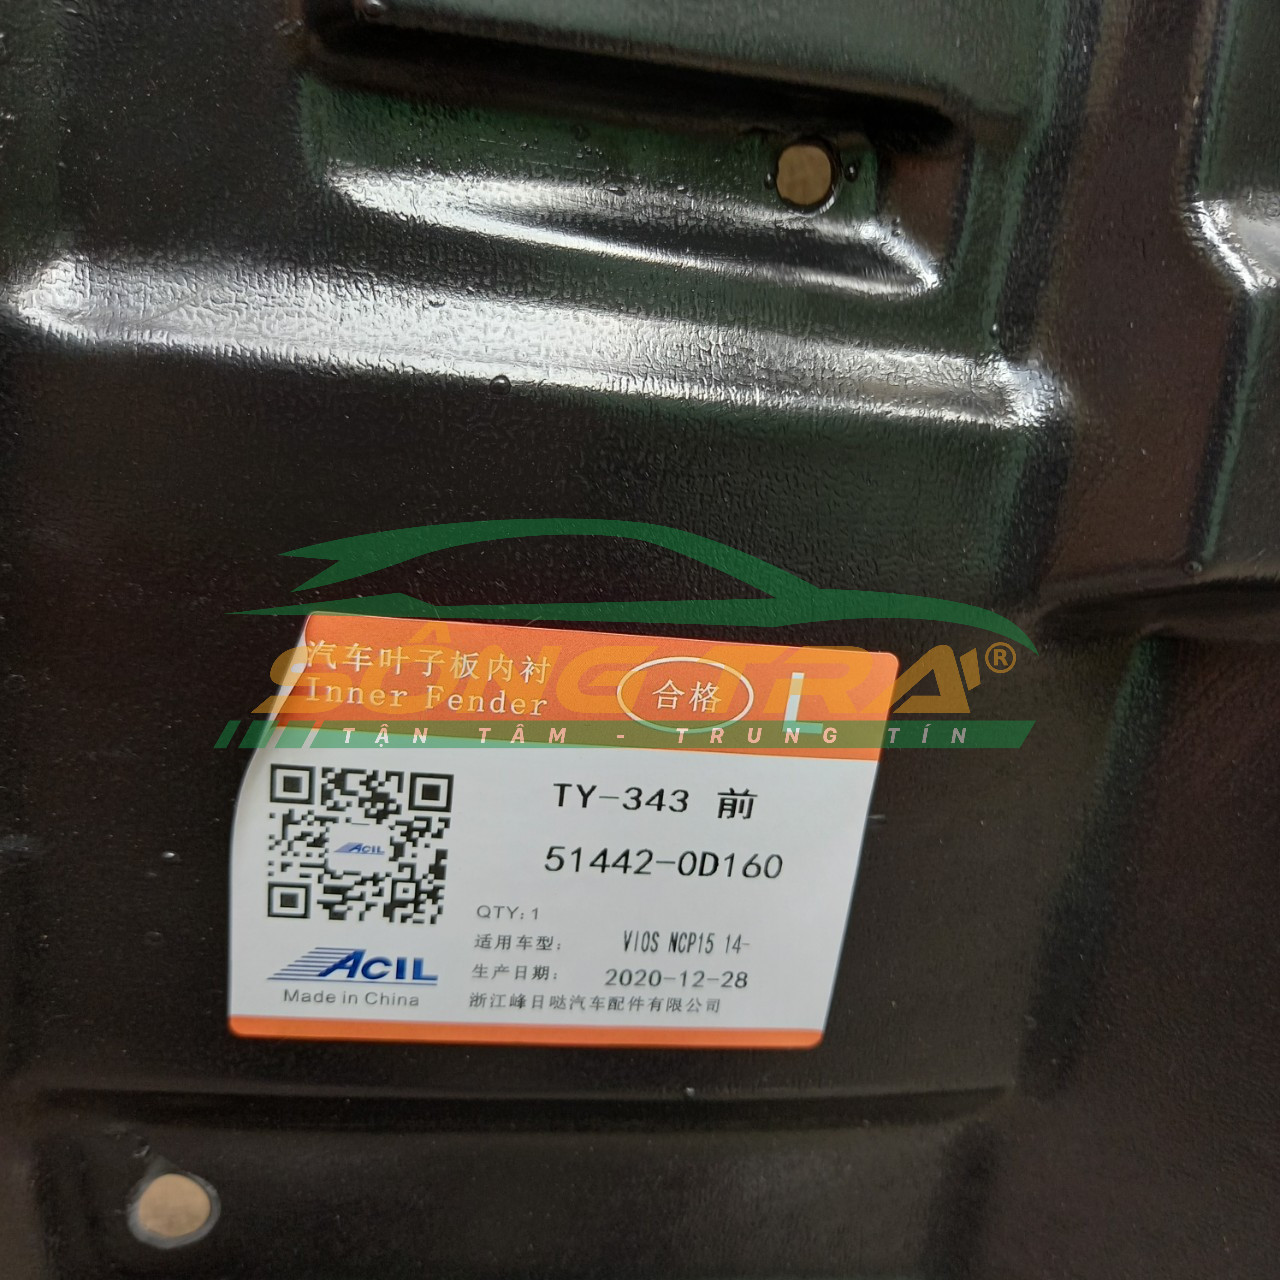 SÔNG TRÀ®
TẬN TÂM - TRUNG TÍN
汽车叶子板内衬
Inner Fender
合格
L
TY-343 前
51442-0D160
QTY: 1
适用车型: VIOS NCP15 14-
生产日期: 2020-12-28
浙江峰日哒汽车配件有限公司
ACIL
ACIL
Made in China